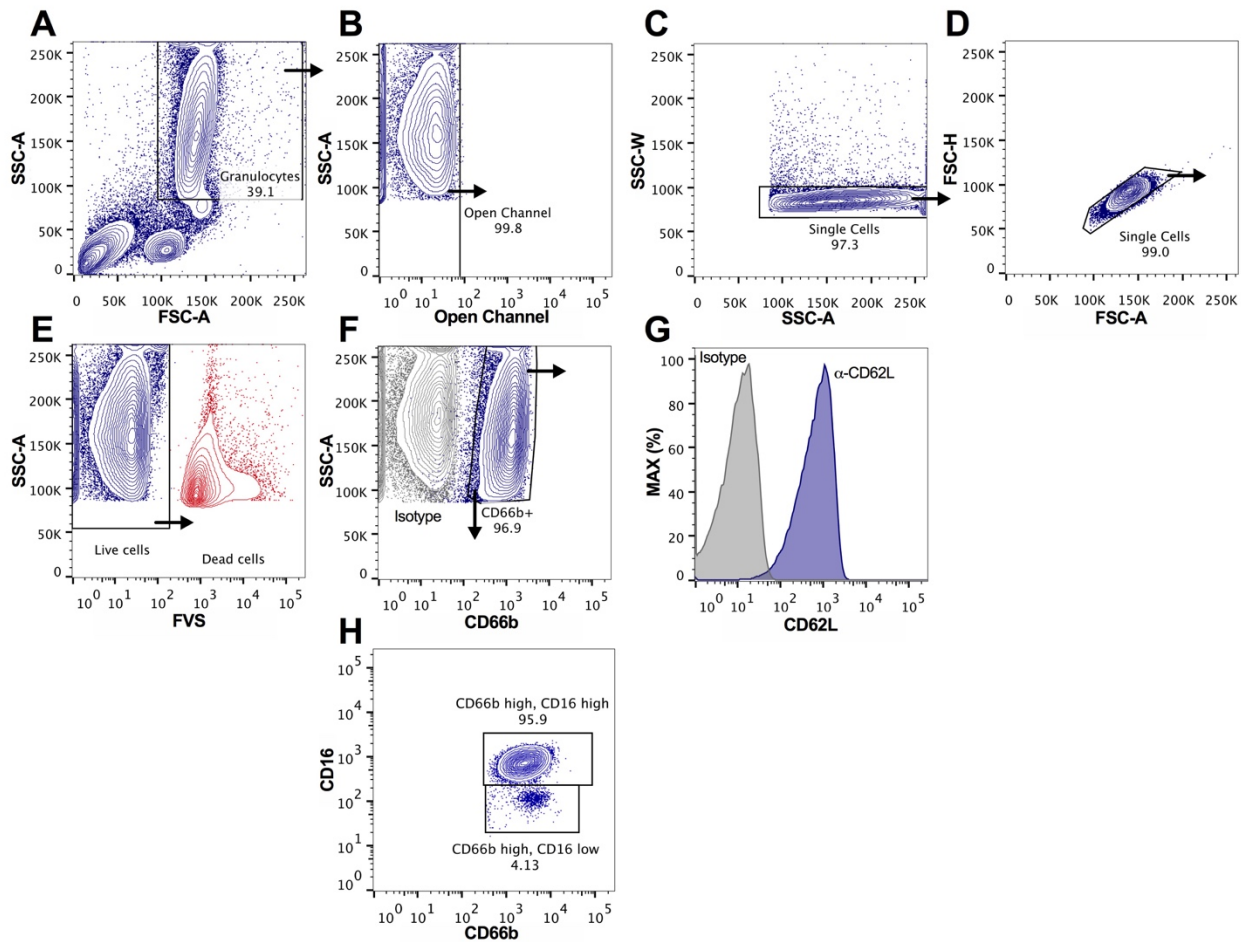 A
SSC-A
250K
200K
150K
100K
50K
0
Granulocytes
39.1
0 50K 100K 150K 200K 250K
FSC-A
B
SSC-A
250K
200K
150K
100K
50K
0
Open Channel
99.8
10^0 10^1 10^2 10^3 10^4 10^5
Open Channel
C
SSC-W
250K
200K
150K
100K
50K
0
Single Cells
97.3
0 50K 100K 150K 200K 250K
SSC-A
D
FSC-H
250K
200K
150K
100K
50K
0
Single Cells
99.0
0 50K 100K 150K 200K 250K
FSC-A
E
SSC-A
250K
200K
150K
100K
50K
0
Live cells
Dead cells
10^0 10^1 10^2 10^3 10^4 10^5
FVS
F
SSC-A
250K
200K
150K
100K
50K
0
Isotype
CD66b+
96.9
10^0 10^1 10^2 10^3 10^4 10^5
CD66b
G
MAX (%)
100
80
60
40
20
0
Isotype
α-CD62L
10^0 10^1 10^2 10^3 10^4 10^5
CD62L
H
CD16
10^5
10^4
10^3
10^2
10^1
10^0
CD66b high, CD16 high
95.9
CD66b high, CD16 low
4.13
10^0 10^1 10^2 10^3 10^4 10^5
CD66b